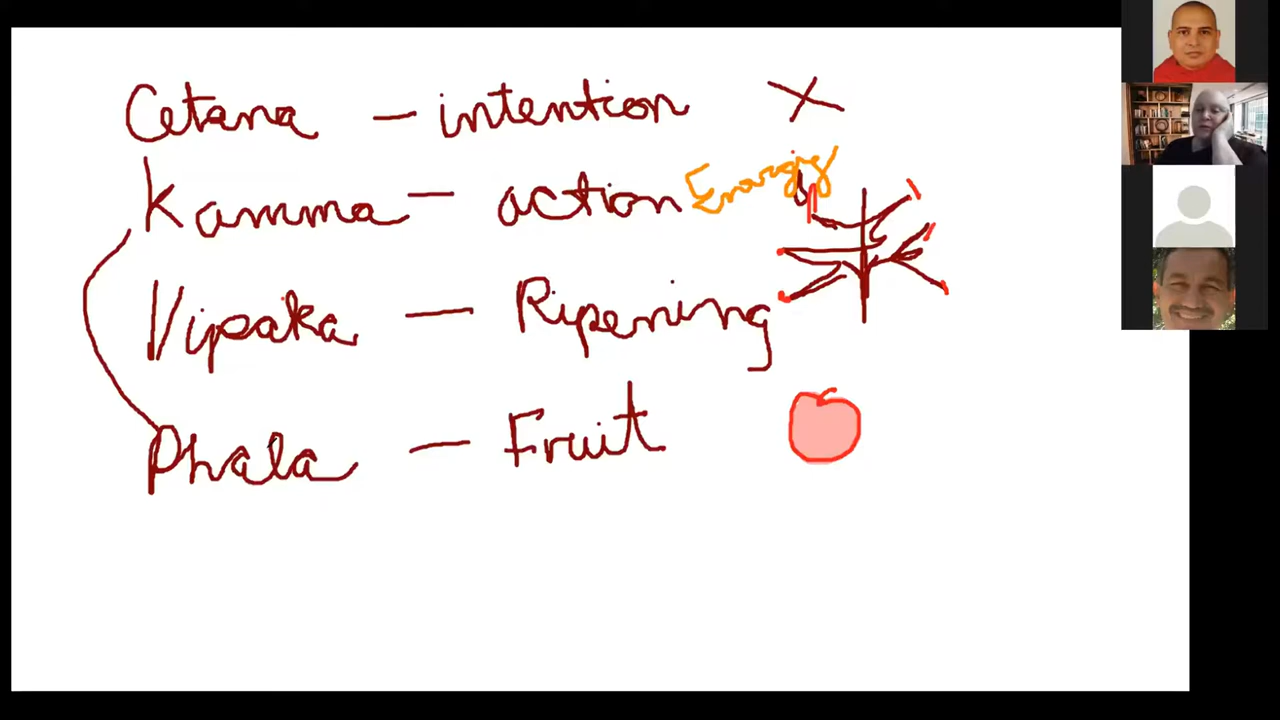 Cetana - intention
Kamma - action Energy
Vipaka - Ripening
Phala - Fruit